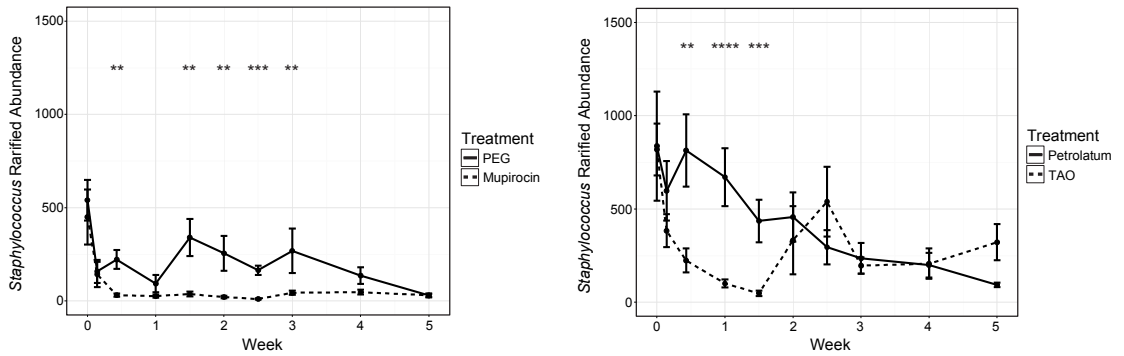 Staphylococcus Rarified Abundance
1500
1000
500
0
** ** ** *** **
0 1 2 3 4 5
Week
Treatment
PEG
Mupirocin
Staphylococcus Rarified Abundance
1500
1000
500
0
** **** ***
0 1 2 3 4 5
Week
Treatment
Petrolatum
TAO